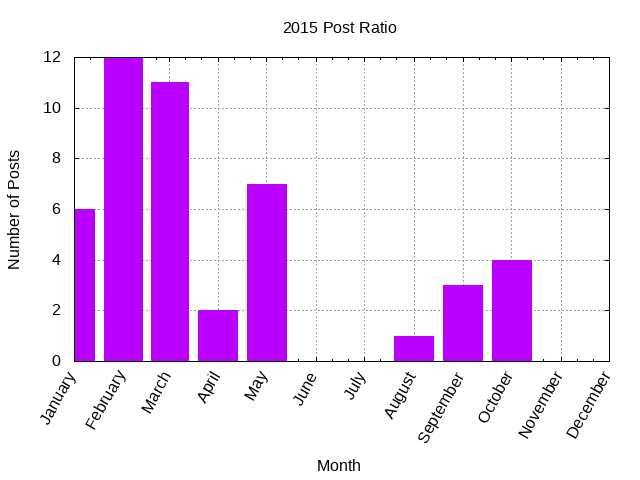 2015 Post Ratio
Number of Posts
12
10
8
6
4
2
0
January
February
March
April
May
June
July
August
September
October
November
December
Month